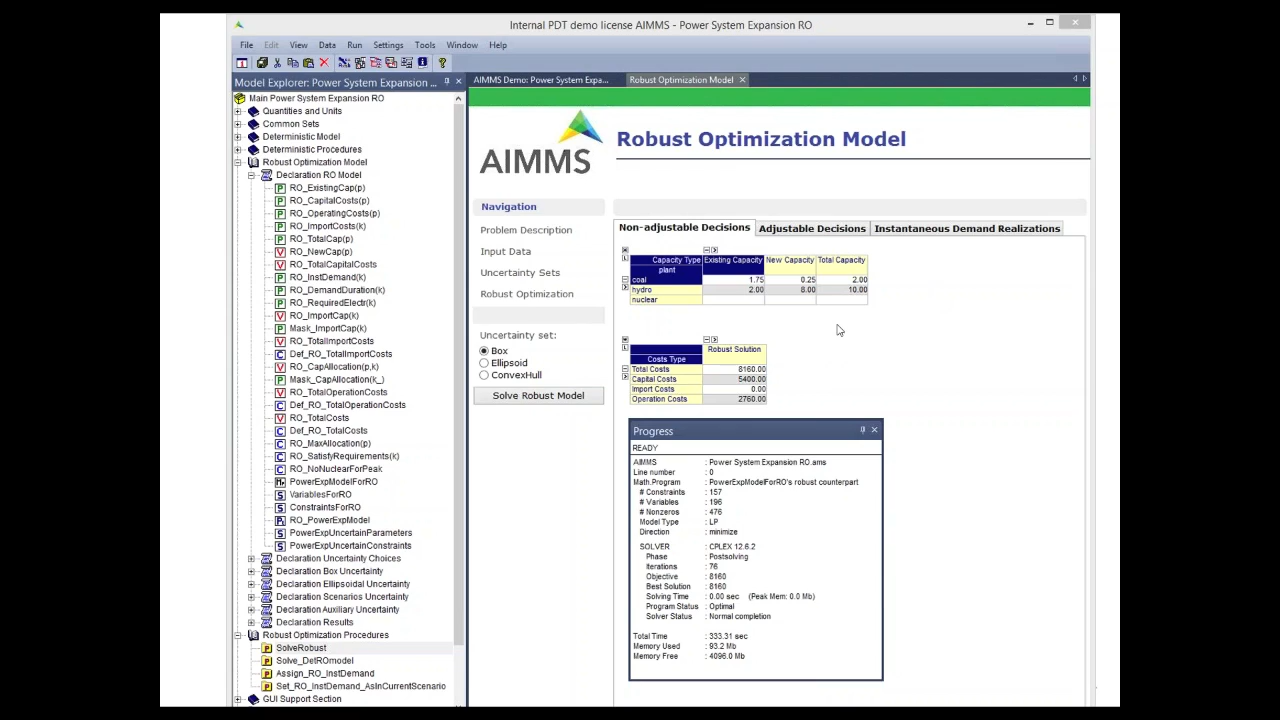 Internal PDT demo license AIMMS - Power System Expansion RO
File Edit View Data Run Settings Tools Window Help
Model Explorer: Power System Expansion ...
Main Power System Expansion RO
Quantities and Units
Common Sets
Deterministic Model
Deterministic Procedures
Robust Optimization Model
Declaration RO Model
RO_ExistingCap(p)
RO_CapitalCosts(p)
RO_OperatingCosts(p)
RO_ImportCosts(k)
RO_TotalCap(p)
RO_NewCap(p)
RO_TotalCapitalCosts
RO_InstDemand(k)
RO_DemandDuration(k)
RO_RequiredElectr(k)
RO_ImportCap(k)
Mask_ImportCap(k)
RO_TotalImportCosts
Def_RO_TotalImportCosts
RO_CapAllocation(p,k)
Mask_CapAllocation(k_)
RO_TotalOperationCosts
Def_RO_TotalOperationCosts
RO_TotalCosts
Def_RO_TotalCosts
RO_MaxAllocation(p)
RO_SatisfyRequirements(k)
RO_NoNuclearForPeak
PowerExpModelForRO
VariablesForRO
ConstraintsForRO
RO_PowerExpModel
PowerExpUncertainParameters
PowerExpUncertainConstraints
Declaration Uncertainty Choices
Declaration Box Uncertainty
Declaration Ellipsoidal Uncertainty
Declaration Scenarios Uncertainty
Declaration Auxiliary Uncertainty
Declaration Results
Robust Optimization Procedures
SolveRobust
Solve_DetROmodel
Assign_RO_InstDemand
Set_RO_InstDemand_AsInCurrentScenario
GUI Support Section
AIMMS Demo: Power System Expa... Robust Optimization Model
AIMMS
Robust Optimization Model
Navigation
Problem Description
Input Data
Uncertainty Sets
Robust Optimization
Uncertainty set:
Box
Ellipsoid
ConvexHull
Solve Robust Model
Non-adjustable Decisions Adjustable Decisions Instantaneous Demand Realizations
Capacity Type Existing Capacity New Capacity Total Capacity
plant
coal 1.75 0.25 2.00
hydro 2.00 8.00 10.00
nuclear
Robust Solution
Costs Type
Total Costs 8160.00
Capital Costs 5400.00
Import Costs 0.00
Operation Costs 2760.00
Progress
READY
AIMMS : Power System Expansion RO.ams
Line number : 0
Math.Program : PowerExpModelForRO's robust counterpart
# Constraints : 157
# Variables : 196
# Nonzeros : 476
Model Type : LP
Direction : minimize
SOLVER : CPLEX 12.6.2
Phase : Postsolving
Iterations : 76
Objective : 8160
Best Solution : 8160
Solving Time : 0.00 sec (Peak Mem: 0.0 Mb)
Program Status : Optimal
Solver Status : Normal completion
Total Time : 333.31 sec
Memory Used : 93.2 Mb
Memory Free : 4096.0 Mb